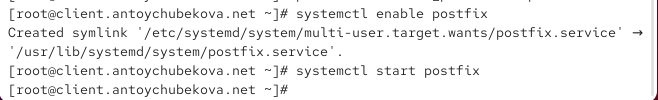 [root@client.antoychubekova.net ~]# systemctl enable postfix
Created symlink '/etc/systemd/system/multi-user.target.wants/postfix.service' →
'/usr/lib/systemd/system/postfix.service'.
[root@client.antoychubekova.net ~]# systemctl start postfix
[root@client.antoychubekova.net ~]#